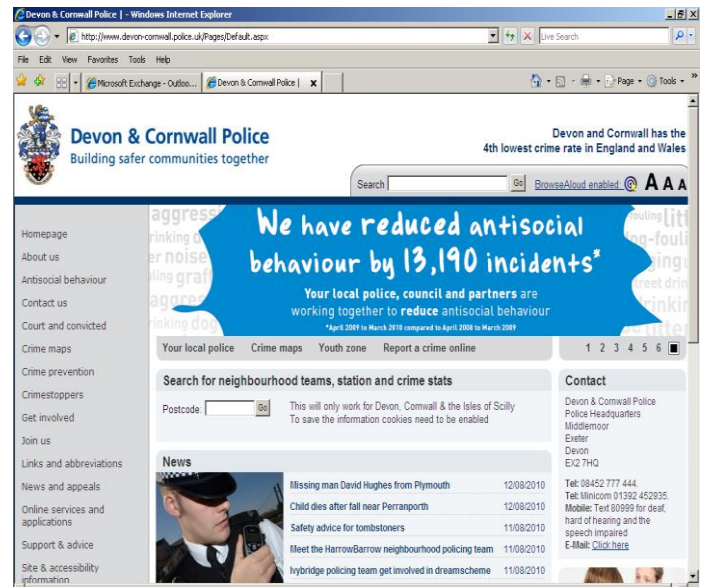 Devon & Cornwall Police | - Windows Internet Explorer
http://www.devon-cornwall.police.uk/Pages/Default.aspx
Live Search
File Edit View Favorites Tools Help
Microsoft Exchange - Outloo...
Devon & Cornwall Police |
Page Tools
Devon & Cornwall Police
Building safer communities together
Devon and Cornwall has the
4th lowest crime rate in England and Wales
Search Go BrowseAloud enabled: A A A
Homepage
About us
Antisocial behaviour
Contact us
Court and convicted
Crime maps
Crime prevention
Crimestoppers
Get involved
Join us
Links and abbreviations
News and appeals
Online services and
applications
Support & advice
Site & accessibility
information
We have reduced antisocial
behaviour by 13,190 incidents*
Your local police, council and partners are
working together to reduce antisocial behaviour
*April 2009 to March 2010 compared to April 2008 to March 2009
Your local police Crime maps Youth zone Report a crime online
1 2 3 4 5 6
Search for neighbourhood teams, station and crime stats
Postcode: Go
This will only work for Devon, Cornwall & the Isles of Scilly
To save the information cookies need to be enabled
News
Missing man David Hughes from Plymouth 12/08/2010
Child dies after fall near Perranporth 12/08/2010
Safety advice for tombstoners 11/08/2010
Meet the HarrowBarrow neighbourhood policing team 11/08/2010
Ivybridge policing team get involved in dreamscheme 11/08/2010
Contact
Devon & Cornwall Police
Police Headquarters
Middlemoor
Exeter
Devon
EX2 7HQ
Tel: 08452 777 444.
Tel: Minicom 01392 452935.
Mobile: Text 80999 for deaf,
hard of hearing and the
speech impaired
E-Mail: Click here